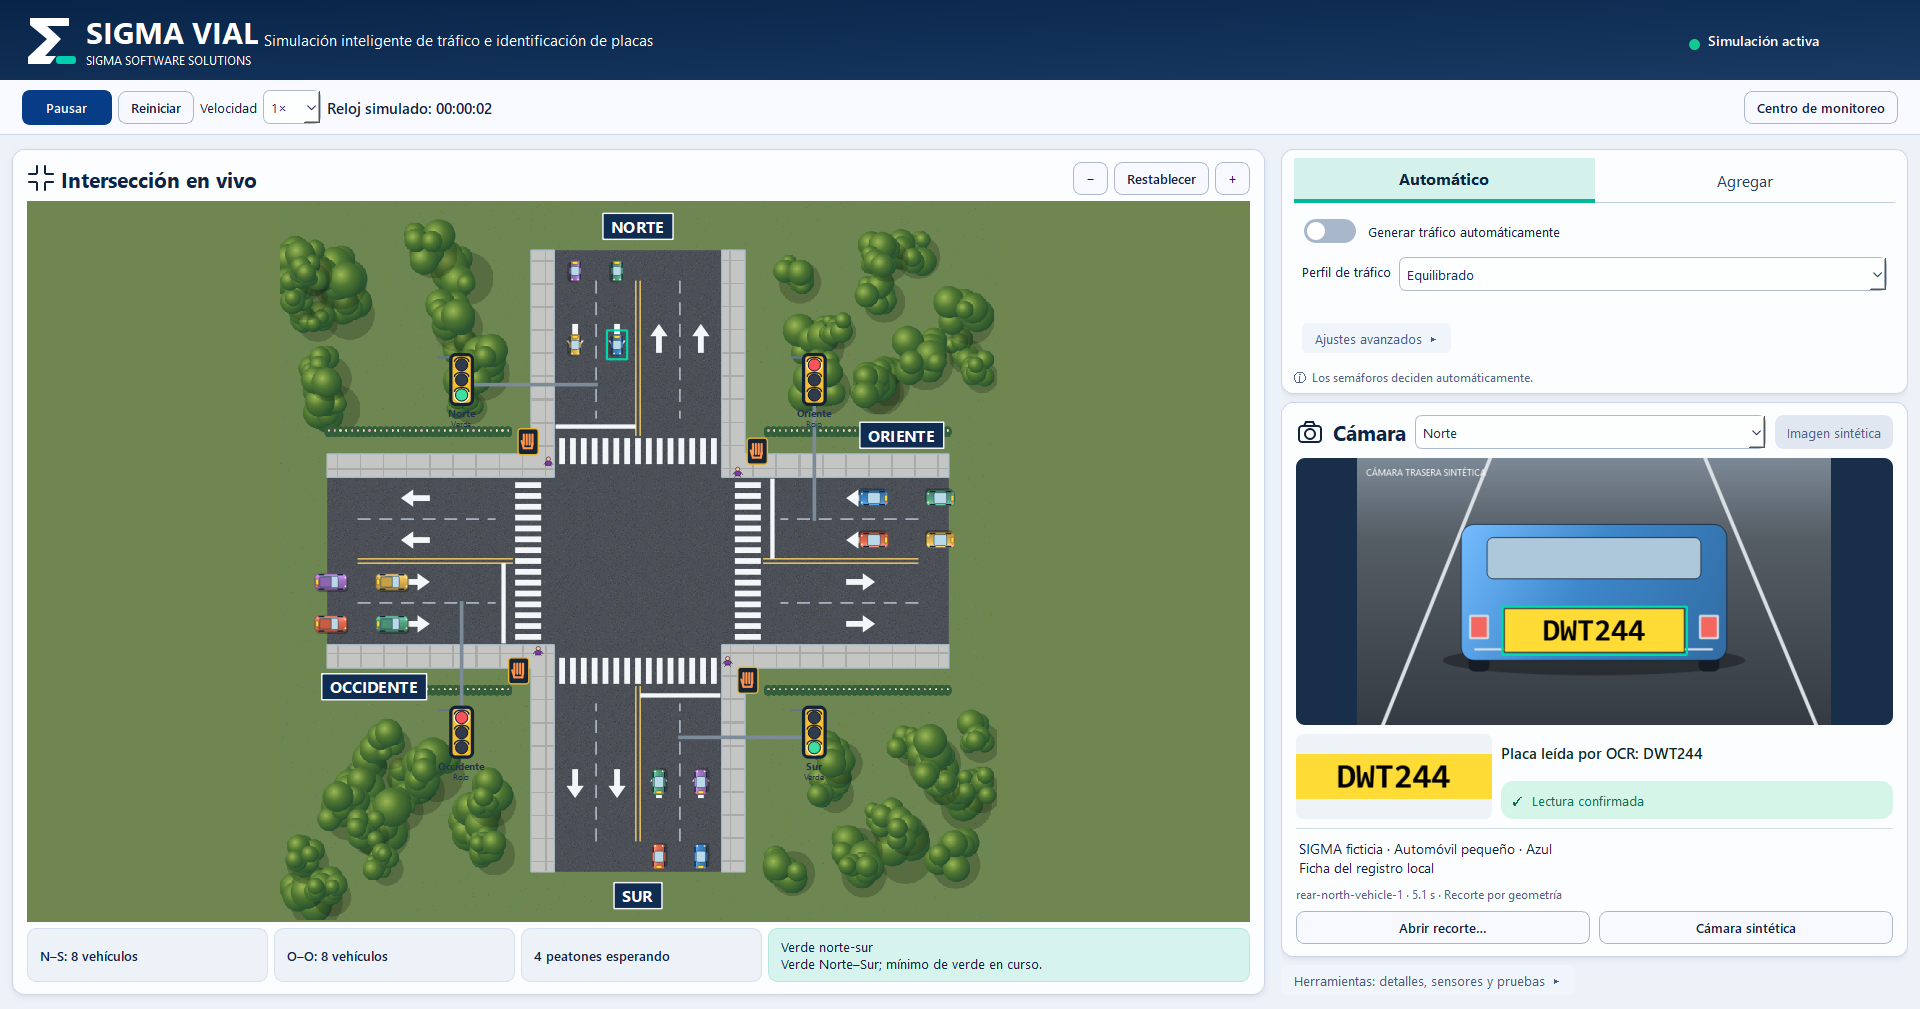 SIGMA VIAL
Simulación inteligente de tráfico e identificación de placas
SIGMA SOFTWARE SOLUTIONS
Simulación activa
Pausar
Reiniciar
Velocidad
1×
Reloj simulado: 00:00:02
Centro de monitoreo
Intersección en vivo
−
Restablecer
+
NORTE
Norte
Verde
Oriente
Rojo
ORIENTE
OCCIDENTE
Occidente
Rojo
Sur
Verde
SUR
N–S: 8 vehículos
O–O: 8 vehículos
4 peatones esperando
Verde norte-sur
Verde Norte–Sur; mínimo de verde en curso.
Automático
Agregar
Generar tráfico automáticamente
Perfil de tráfico
Equilibrado
Ajustes avanzados
Los semáforos deciden automáticamente.
Cámara
Norte
Imagen sintética
CÁMARA TRASERA SINTÉTICA
DWT244
DWT244
Placa leída por OCR: DWT244
✓ Lectura confirmada
SIGMA ficticia · Automóvil pequeño · Azul
Ficha del registro local
rear-north-vehicle-1 · 5.1 s · Recorte por geometría
Abrir recorte...
Cámara sintética
Herramientas: detalles, sensores y pruebas